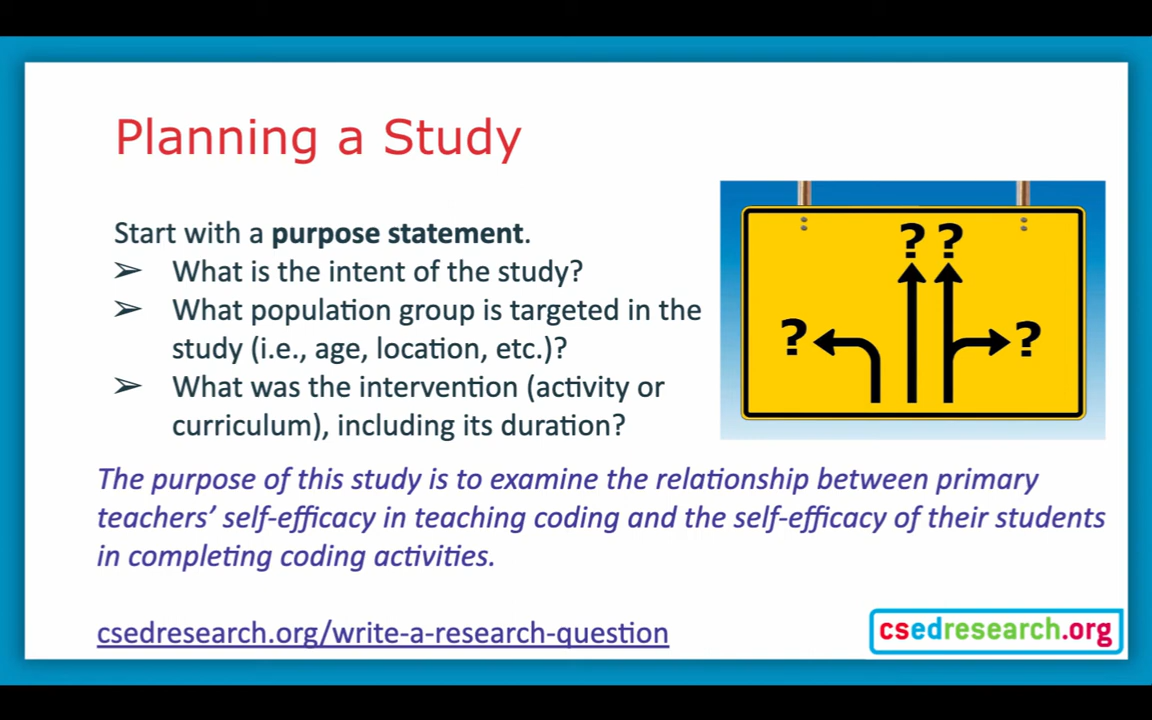 Planning a Study
Start with a purpose statement.
➢ What is the intent of the study?
➢ What population group is targeted in the
study (i.e., age, location, etc.)?
➢ What was the intervention (activity or
curriculum), including its duration?
? ?
? ?
The purpose of this study is to examine the relationship between primary
teachers’ self-efficacy in teaching coding and the self-efficacy of their students
in completing coding activities.
csedresearch.org/write-a-research-question
csedresearch.org